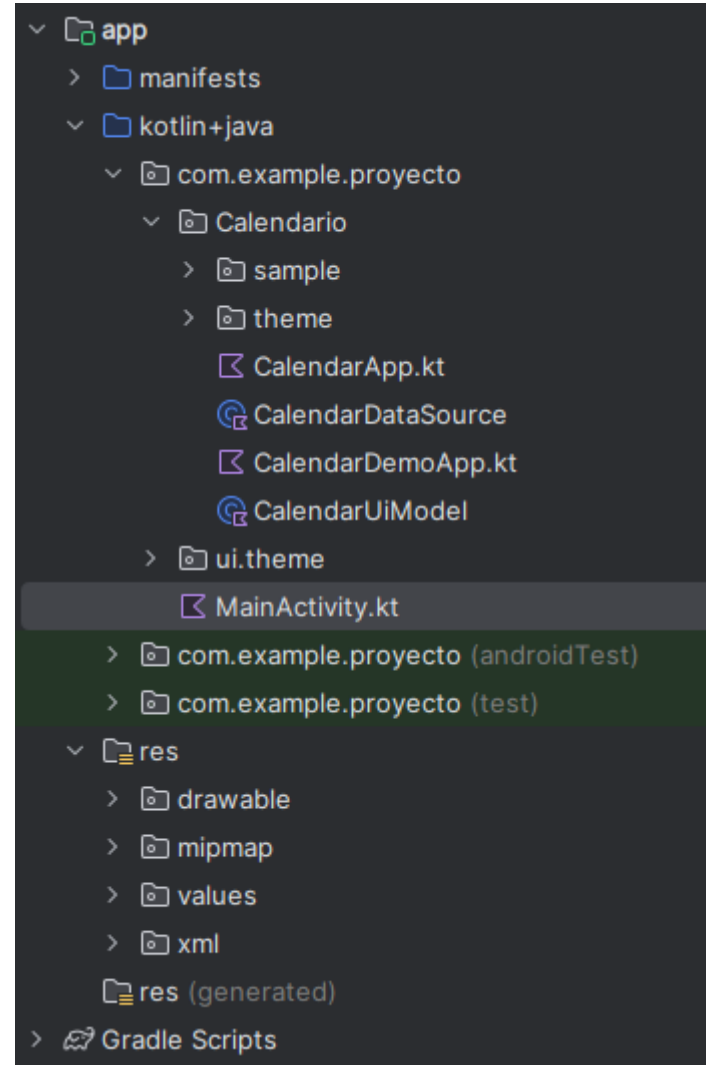 app
manifests
kotlin+java
com.example.proyecto
Calendario
sample
theme
CalendarApp.kt
CalendarDataSource
CalendarDemoApp.kt
CalendarUiModel
ui.theme
MainActivity.kt
com.example.proyecto (androidTest)
com.example.proyecto (test)
res
drawable
mipmap
values
xml
res (generated)
Gradle Scripts